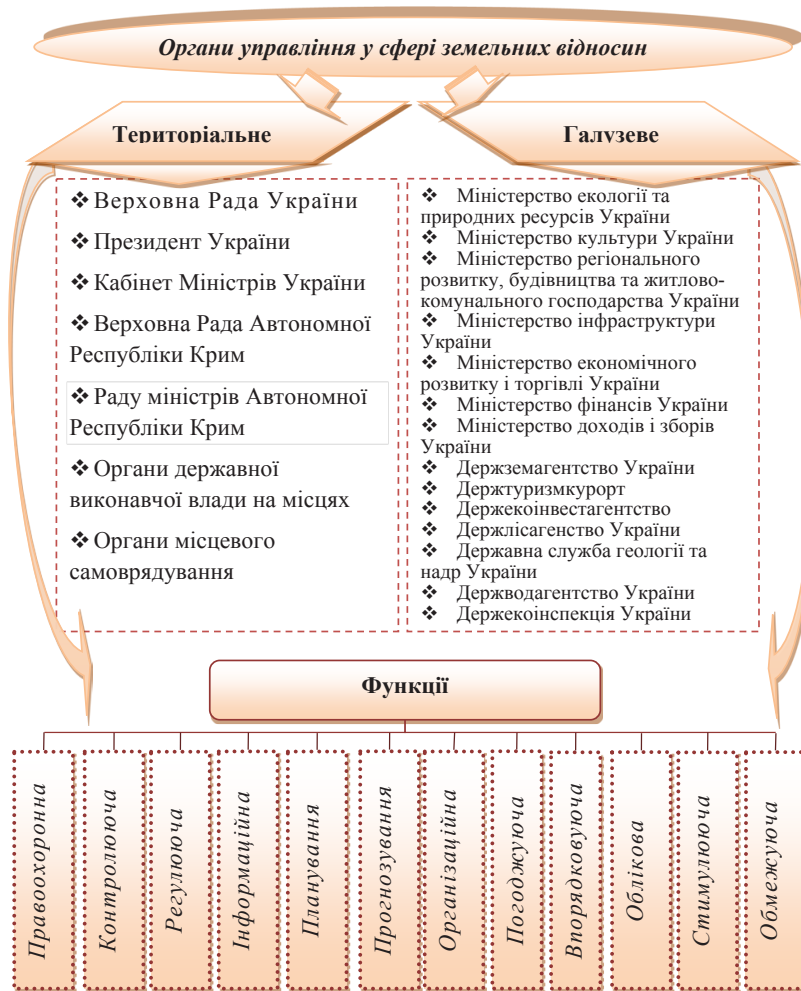 Органи управління у сфері земельних відносин
Територіальне
❖ Верховна Рада України
❖ Президент України
❖ Кабінет Міністрів України
❖ Верховна Рада Автономної
Республіки Крим
❖ Раду міністрів Автономної
Республіки Крим
❖ Органи державної
виконавчої влади на місцях
❖ Органи місцевого
самоврядування
Галузеве
❖ Міністерство екології та
природних ресурсів України
❖ Міністерство культури України
❖ Міністерство регіонального
розвитку, будівництва та житлово-
комунального господарства України
❖ Міністерство інфраструктури
України
❖ Міністерство економічного
розвитку і торгівлі України
❖ Міністерство фінансів України
❖ Міністерство доходів і зборів
України
❖ Держземагентство України
❖ Держтуризмкурорт
❖ Держекоінвестагентство
❖ Держлісагенство України
❖ Державна служба геології та
надр України
❖ Держводагентство України
❖ Держекоінспекція України
Функції
Правоохоронна
Контролююча
Регулююча
Інформаційна
Планування
Прогнозування
Організаційна
Погоджуюча
Впорядковуюча
Облікова
Стимулююча
Обмежуюча